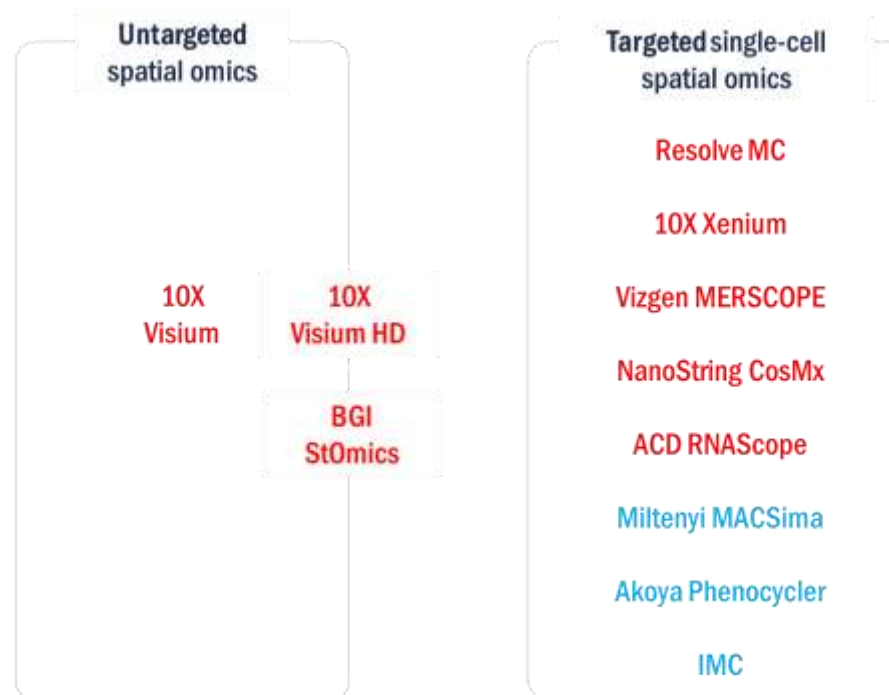 Untargeted
spatial omics
10X
Visium
10X
Visium HD
BGI
StOmics
Targeted single-cell
spatial omics
Resolve MC
10X Xenium
Vizgen MERSCOPE
NanoString CosMx
ACD RNAScope
Miltenyi MACSima
Akoya Phenocycler
IMC